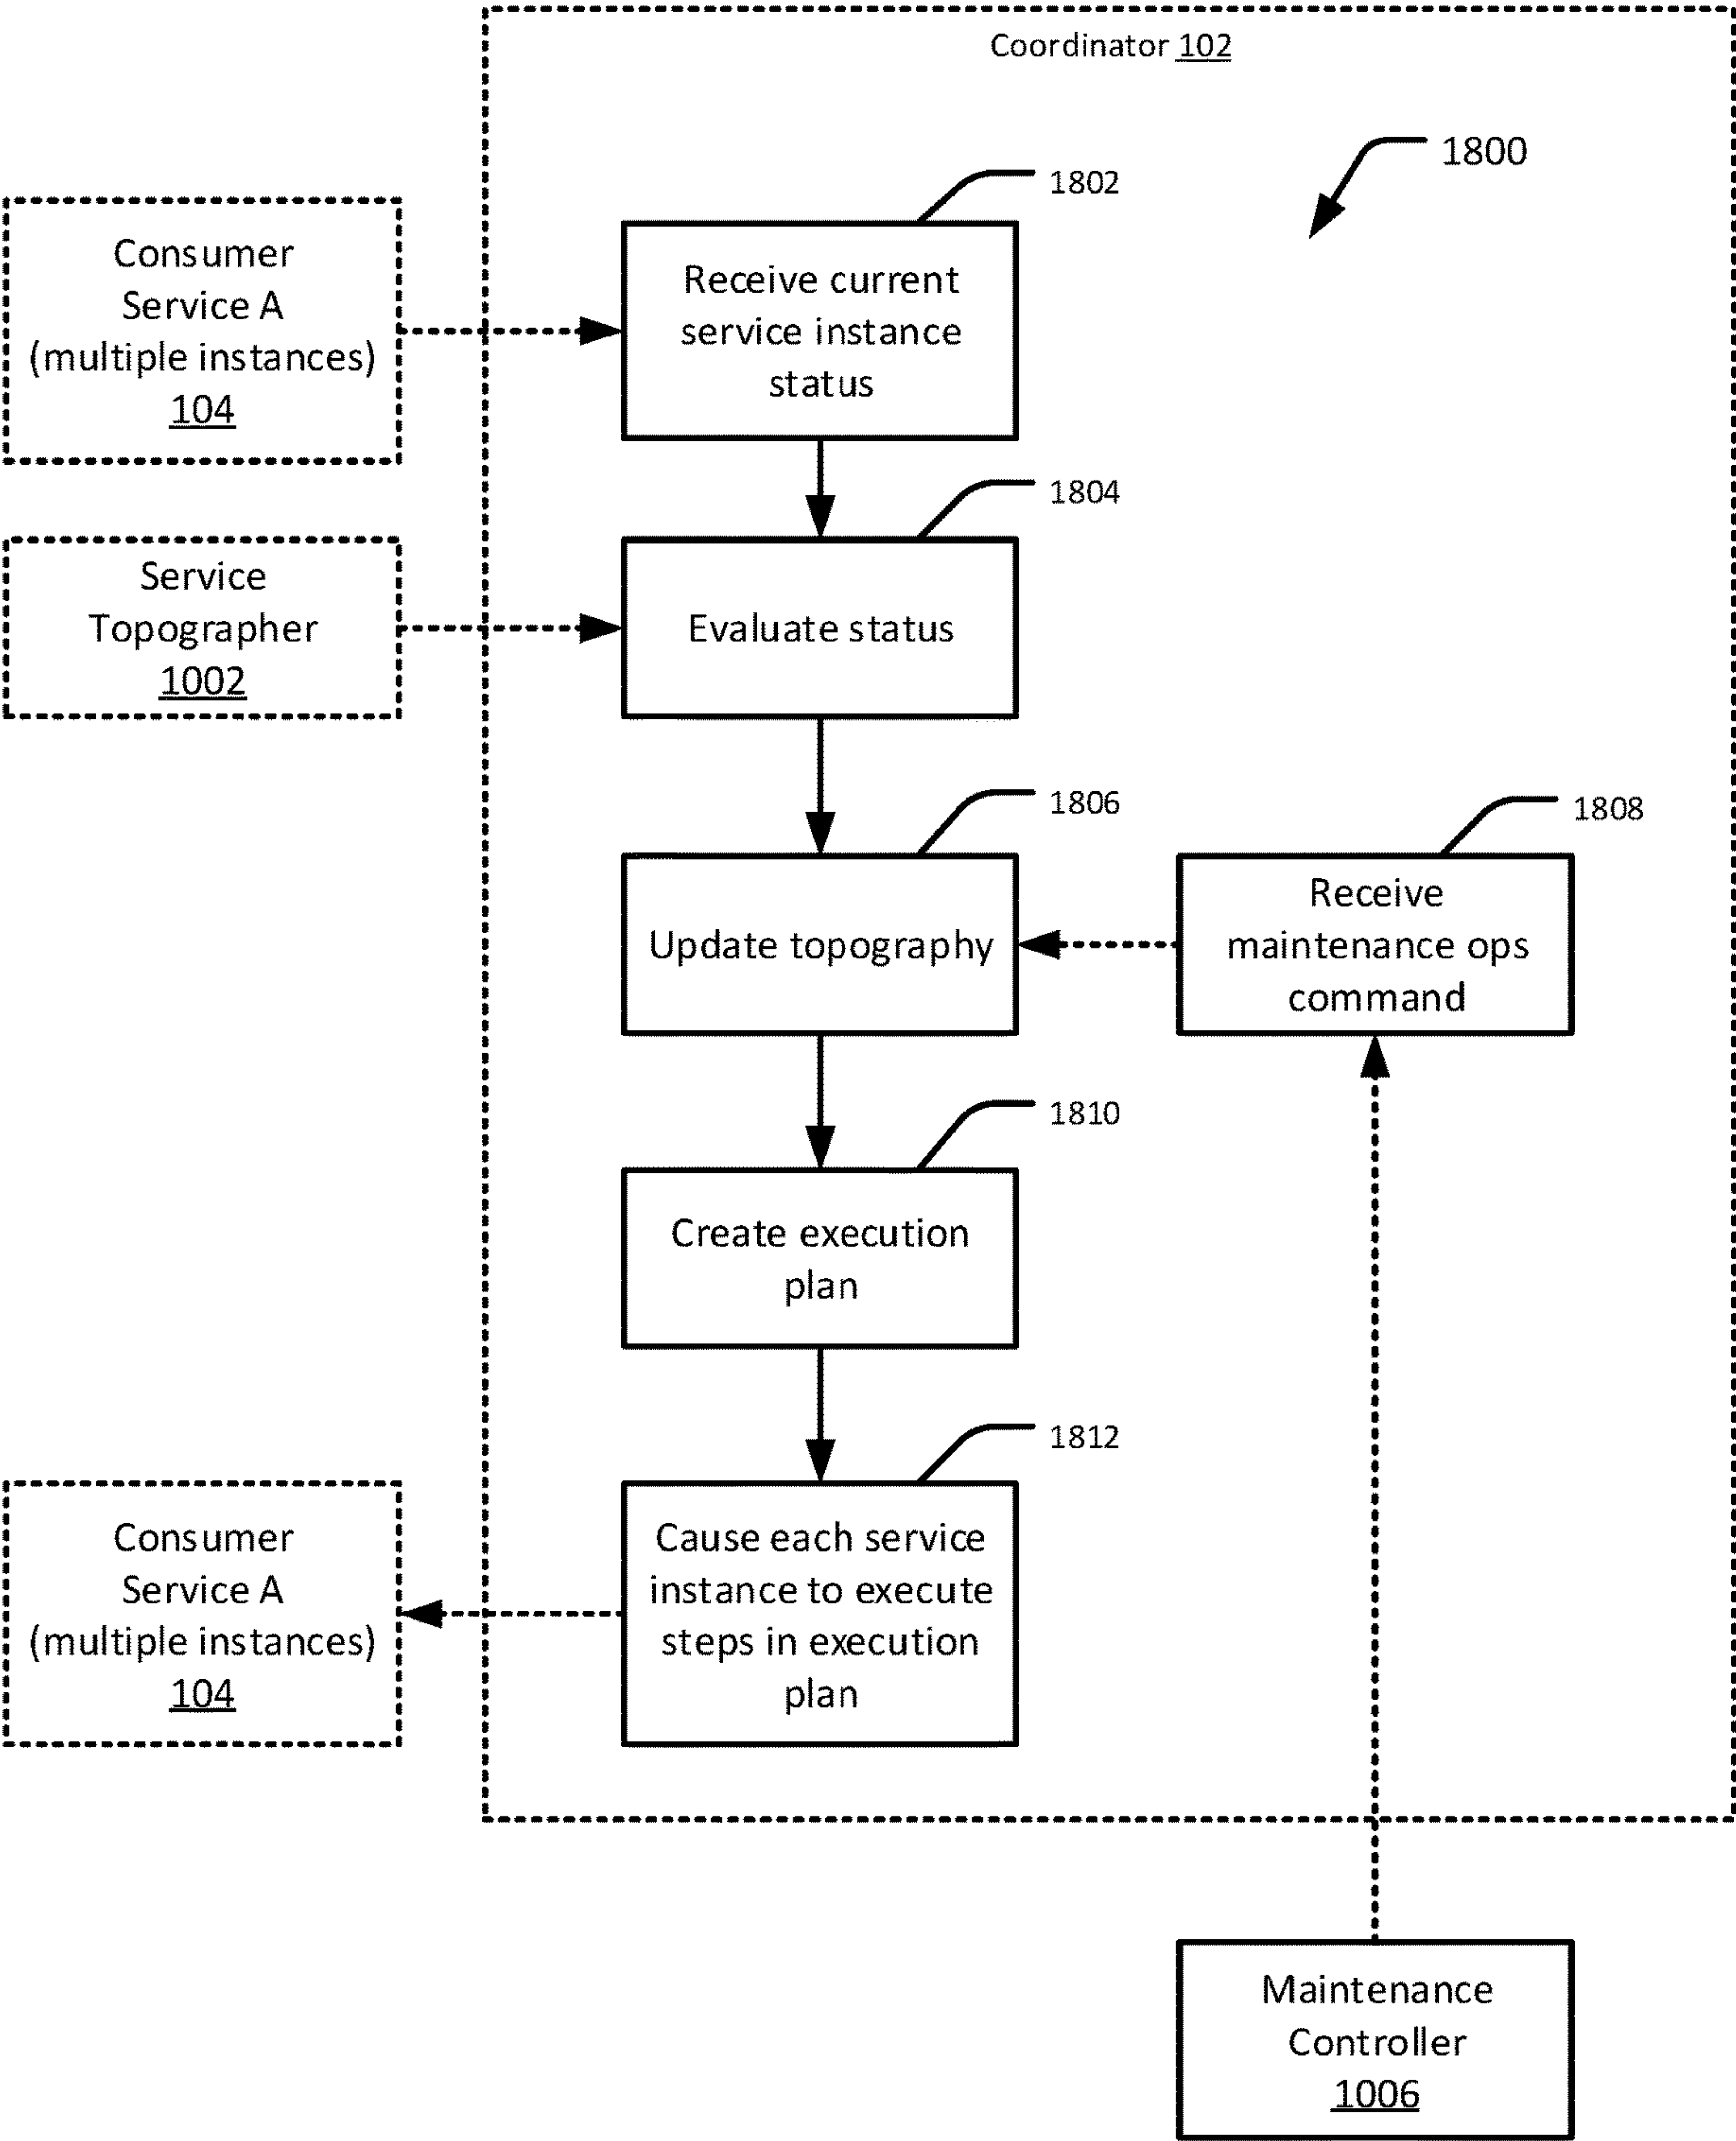 Coordinator 102
1800
1802
Consumer
Service A
(multiple instances)
104
Receive current
service instance
status
1804
Service
Topographer
1002
Evaluate status
1806
1808
Update topography
Receive
maintenance ops
command
1810
Create execution
plan
1812
Consumer
Service A
(multiple instances)
104
Cause each service
instance to execute
steps in execution
plan
Maintenance
Controller
1006